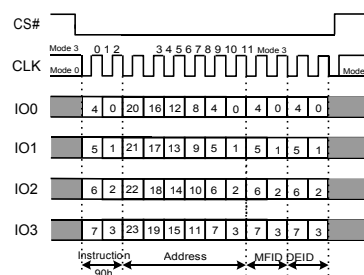 CS#
Mode 3 0 1 2 3 4 5 6 7 8 9 10 11 Mode 3
CLK Mode 0 Mode
IO0 4 0 20 16 12 8 4 0 4 0 4 0
IO1 5 1 21 17 13 9 5 1 5 1 5 1
IO2 6 2 22 18 14 10 6 2 6 2 6 2
IO3 7 3 23 19 15 11 7 3 7 3 7 3
Instruction Address MFID DEID
90h